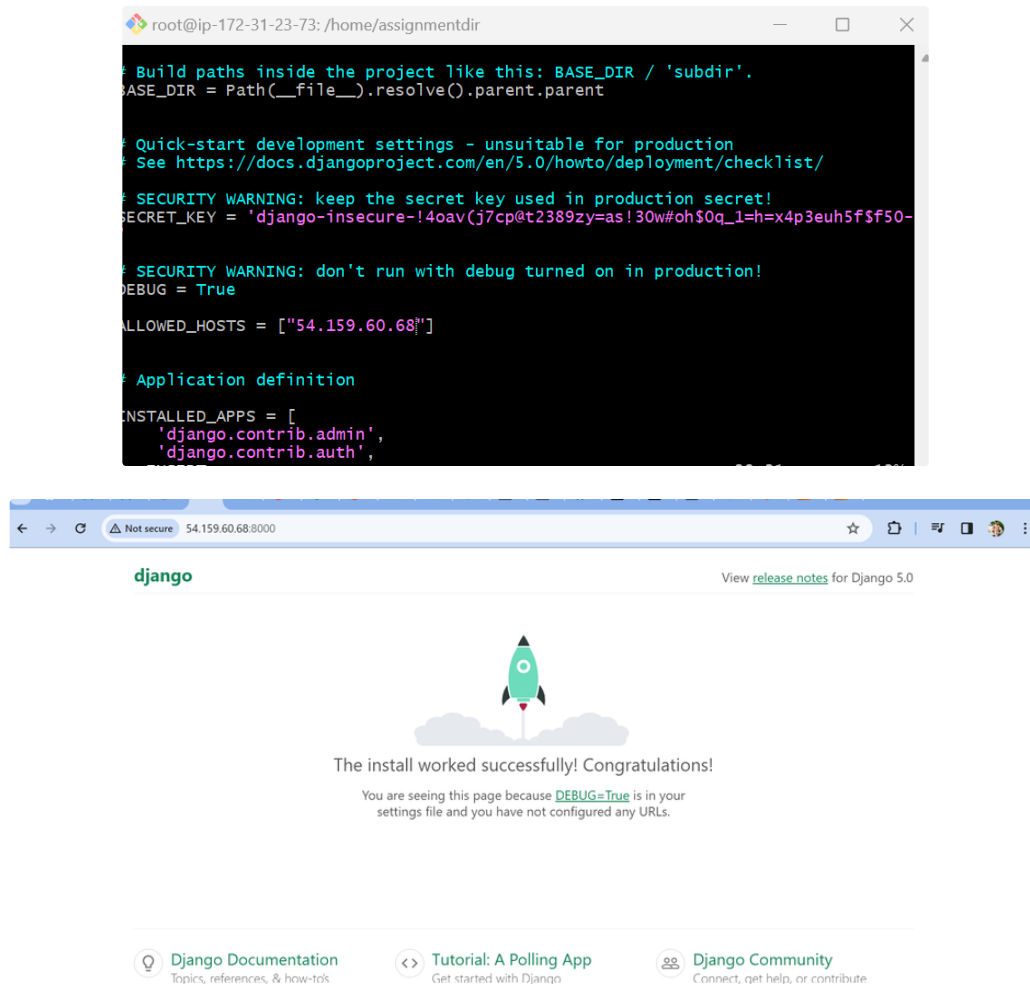 root@ip-172-31-23-73: /home/assignmentdir
# Build paths inside the project like this: BASE_DIR / 'subdir'.
BASE_DIR = Path(__file__).resolve().parent.parent
# Quick-start development settings - unsuitable for production
# See https://docs.djangoproject.com/en/5.0/howto/deployment/checklist/
# SECURITY WARNING: keep the secret key used in production secret!
SECRET_KEY = 'django-insecure-!4oav(j7cp@t2389zy=as!30w#oh$0q_1=h=x4p3euh5f$f50-
'
# SECURITY WARNING: don't run with debug turned on in production!
DEBUG = True
ALLOWED_HOSTS = ["54.159.60.68"]
# Application definition
INSTALLED_APPS = [
'django.contrib.admin',
'django.contrib.auth',
Not secure 54.159.60.68:8000
django
View release notes for Django 5.0
The install worked successfully! Congratulations!
You are seeing this page because DEBUG=True is in your
settings file and you have not configured any URLs.
Django Documentation
Topics, references, & how-to's
Tutorial: A Polling App
Get started with Django
Django Community
Connect, get help, or contribute